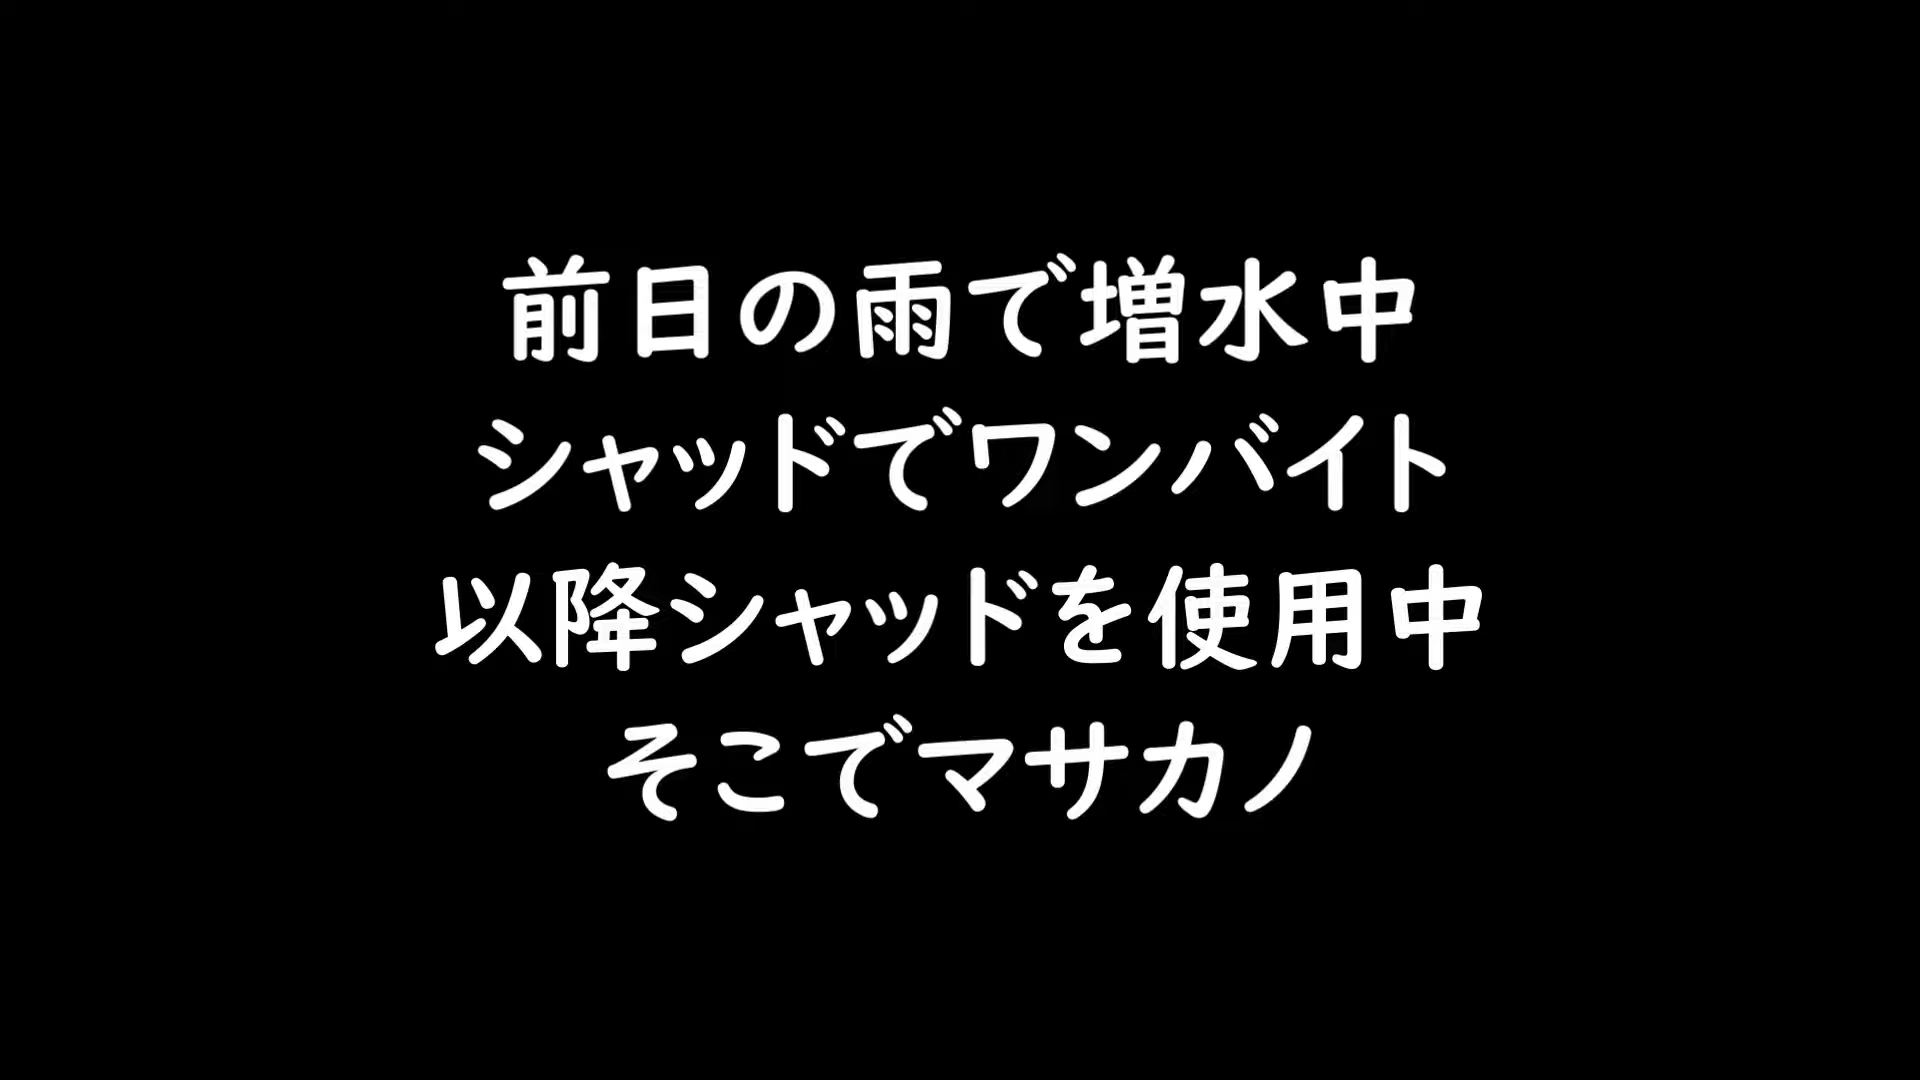 前日の雨で増水中
シャッドでワンバイト
以降シャッドを使用中
そこでマサカノ